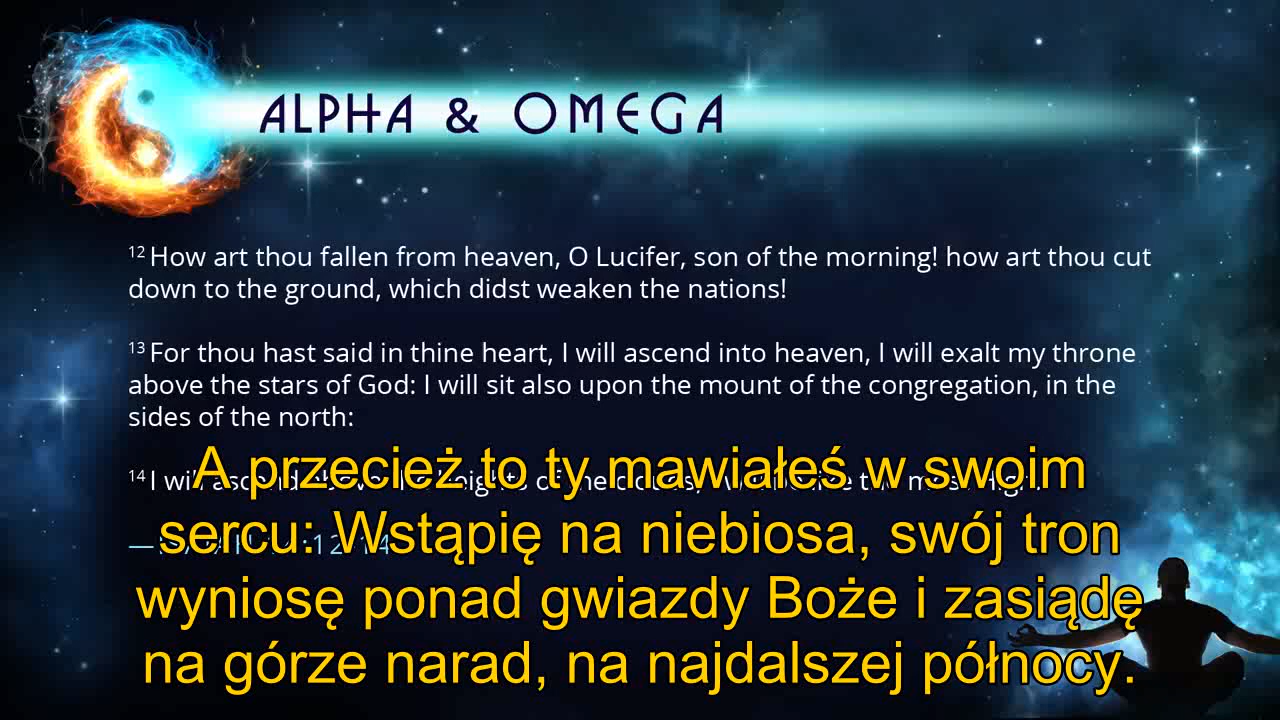 ALPHA & OMEGA
12 How art thou fallen from heaven, O Lucifer, son of the morning! how art thou cut
down to the ground, which didst weaken the nations!
13 For thou hast said in thine heart, I will ascend into heaven, I will exalt my throne
above the stars of God: I will sit also upon the mount of the congregation, in the
sides of the north:
14 I will
A przecież to ty mawiałeś w swoim
sercu: Wstąpię na niebiosa, swój tron
wyniosę ponad gwiazdy Boże i zasiądę
na górze narad, na najdalszej północy.